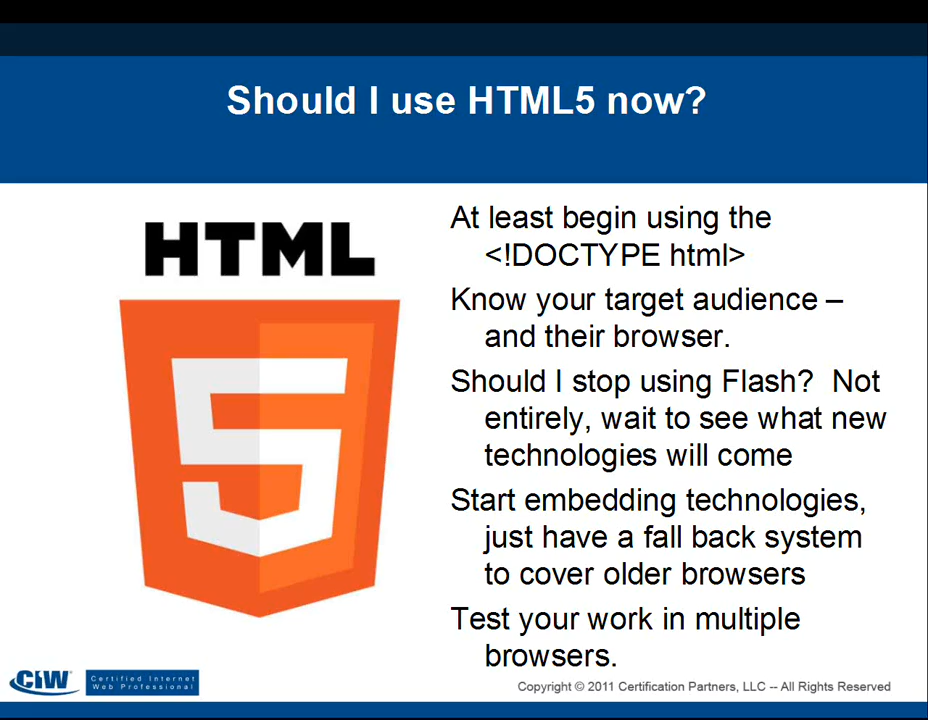 Should I use HTML5 now?
HTML
5
At least begin using the
<!DOCTYPE html>
Know your target audience –
and their browser.
Should I stop using Flash?  Not
entirely, wait to see what new
technologies will come
Start embedding technologies,
just have a fall back system
to cover older browsers
Test your work in multiple
browsers.
CIW
Certified Internet
Web Professional
Copyright © 2011 Certification Partners, LLC -- All Rights Reserved